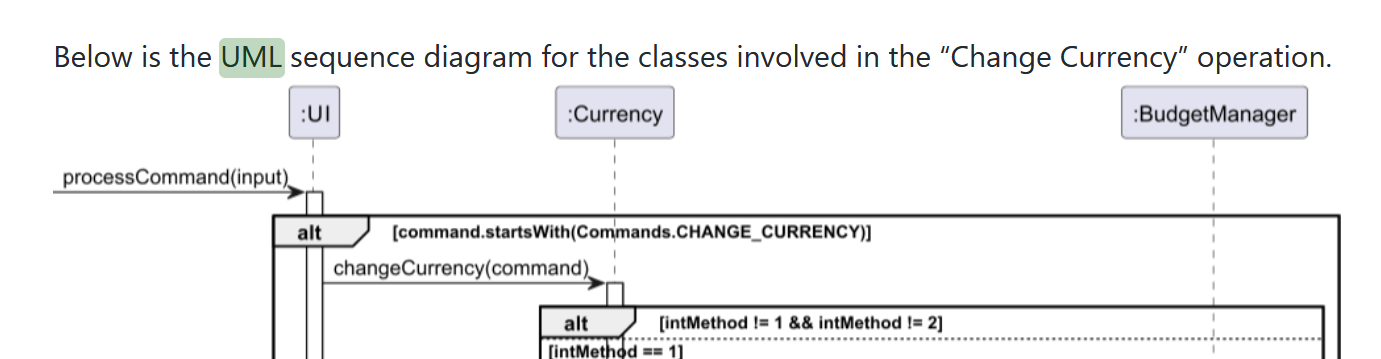 Below is the UML sequence diagram for the classes involved in the “Change Currency” operation.
:UI :Currency :BudgetManager
processCommand(input)
alt [command.startsWith(Commands.CHANGE_CURRENCY)]
changeCurrency(command)
alt [intMethod != 1 && intMethod != 2]
[intMethod == 1]